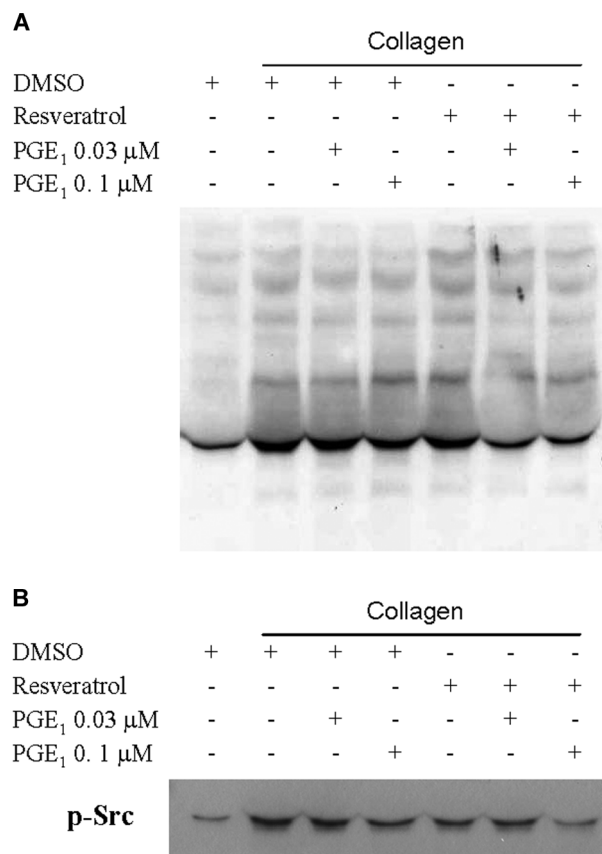 A
Collagen
DMSO + + + + - - -
Resveratrol - - - - + + +
PGE1 0.03 μM - - + - - + -
PGE1 0. 1 μM - - - + - - +
B
Collagen
DMSO + + + + - - -
Resveratrol - - - - + + +
PGE1 0.03 μM - - + - - + -
PGE1 0. 1 μM - - - + - - +
p-Src